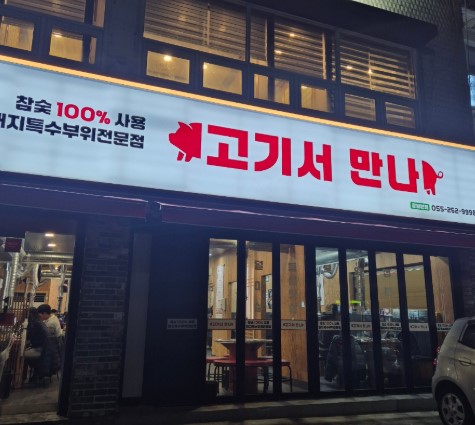 참숯 100% 사용
돼지특수부위전문점
고기서 만나